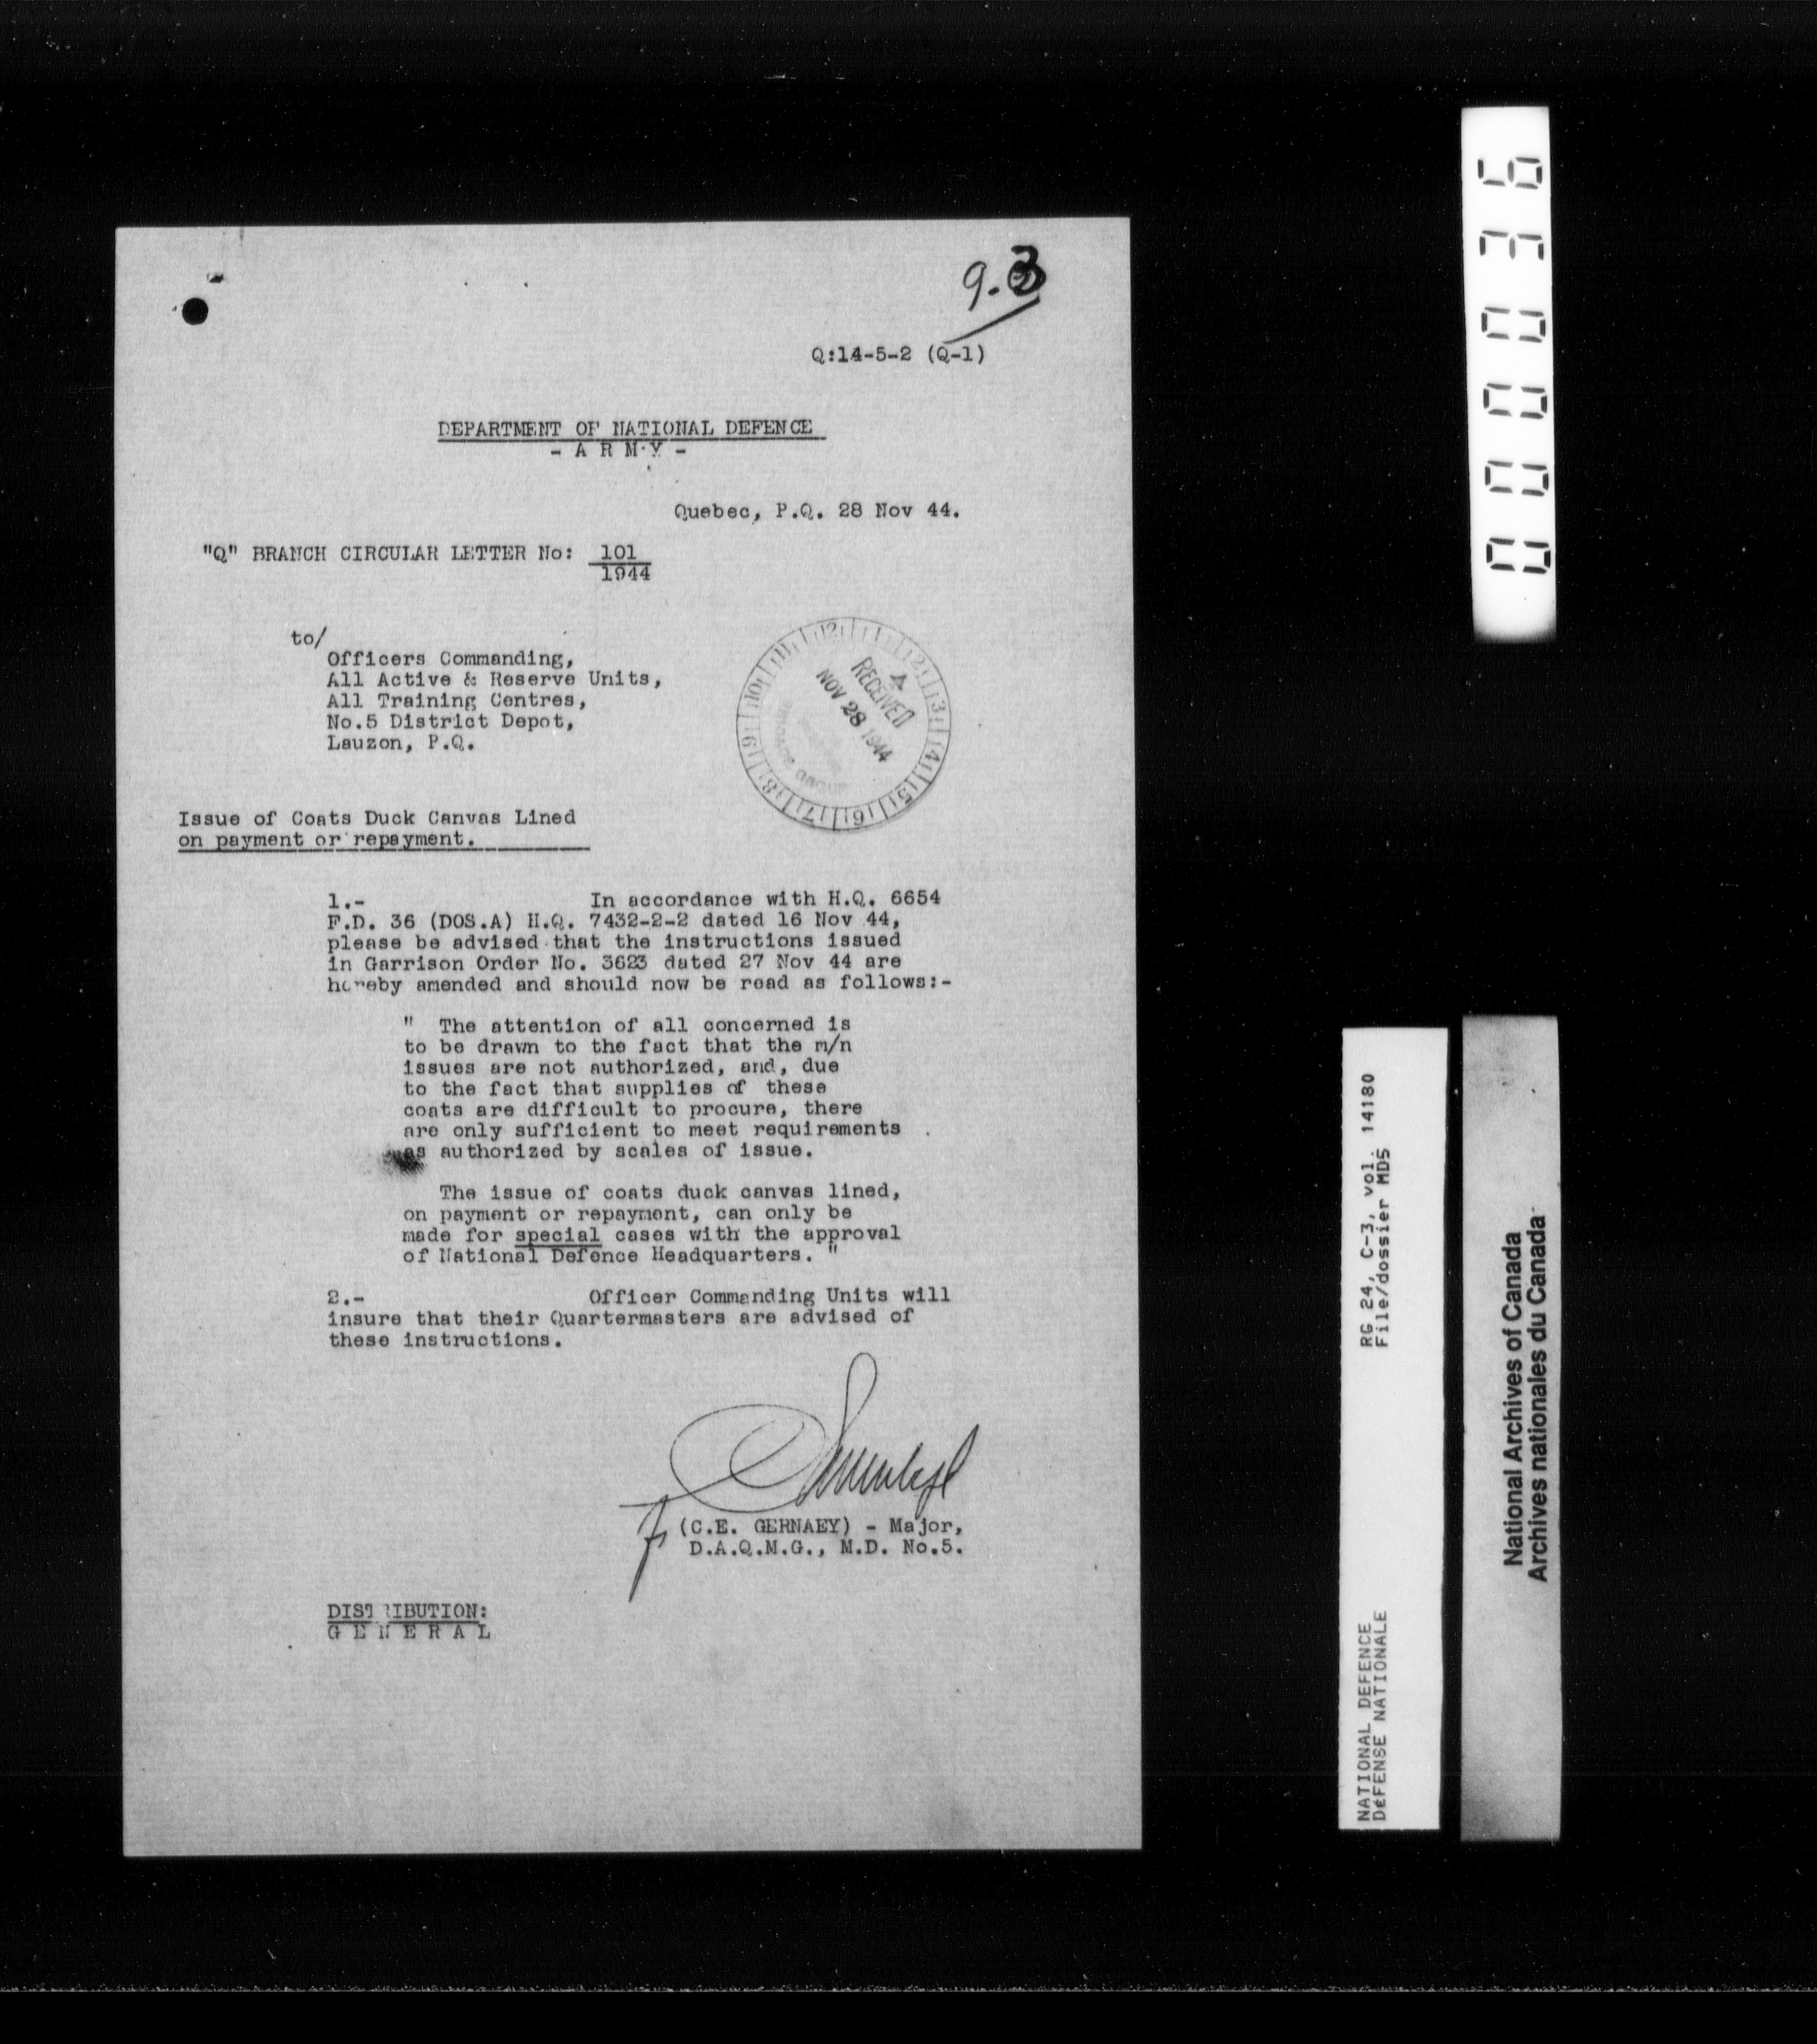 9.3
Q:14-5-2 (Q-1)
DEPARTMENT OF NATIONAL DEFENCE
- A R M Y -
Quebec, P.Q. 28 Nov 44.
"Q" BRANCH CIRCULAR LETTER No: 101
1944
to/
Officers Commanding,
All Active & Reserve Units,
All Training Centres,
No.5 District Depot,
Lauzon, P.Q.
RECEIVED
NOV 28 1944
Issue of Coats Duck Canvas Lined
on payment or repayment.
1.- In accordance with H.Q. 6654
F.D. 36 (DOS.A) H.Q. 7432-2-2 dated 16 Nov 44,
please be advised that the instructions issued
in Garrison Order No. 3623 dated 27 Nov 44 are
hereby amended and should now be read as follows:-
" The attention of all concerned is
to be drawn to the fact that the m/n
issues are not authorized, and, due
to the fact that supplies of these
coats are difficult to procure, there
are only sufficient to meet requirements
as authorized by scales of issue.
The issue of coats duck canvas lined,
on payment or repayment, can only be
made for special cases with the approval
of National Defence Headquarters. "
2.- Officer Commanding Units will
insure that their Quartermasters are advised of
these instructions.
(C.E. GERNAEY) - Major,
D.A.Q.M.G., M.D. No.5.
DISTRIBUTION:
G E N E R A L
000036
RG 24, C-3, vol. 14180
File/dossier MD5
NATIONAL DEFENCE
DéFENSE NATIONALE
National Archives of Canada
Archives nationales du Canada